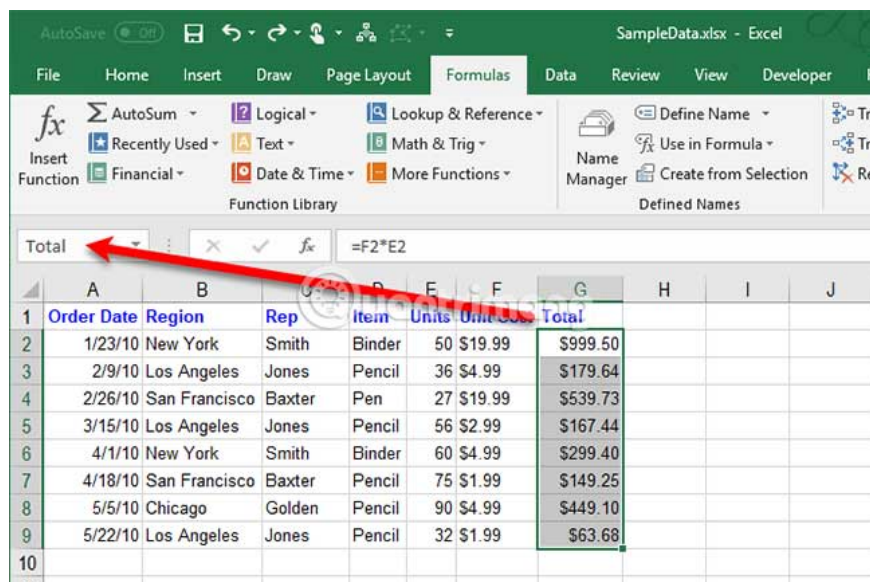 AutoSave Off SampleData.xlsx - Excel
File Home Insert Draw Page Layout Formulas Data Review View Developer
fx Insert Function
AutoSum
Recently Used
Financial
Logical
Text
Date & Time
Lookup & Reference
Math & Trig
More Functions
Function Library
Name Manager
Define Name
Use in Formula
Create from Selection
Defined Names
Total fx =F2*E2
A B C D E F G H I J
1 Order Date Region Rep Item Units Unit Cost Total
2 1/23/10 New York Smith Binder 50 $19.99 $999.50
3 2/9/10 Los Angeles Jones Pencil 36 $4.99 $179.64
4 2/26/10 San Francisco Baxter Pen 27 $19.99 $539.73
5 3/15/10 Los Angeles Jones Pencil 56 $2.99 $167.44
6 4/1/10 New York Smith Binder 60 $4.99 $299.40
7 4/18/10 San Francisco Baxter Pencil 75 $1.99 $149.25
8 5/5/10 Chicago Golden Pencil 90 $4.99 $449.10
9 5/22/10 Los Angeles Jones Pencil 32 $1.99 $63.68
10